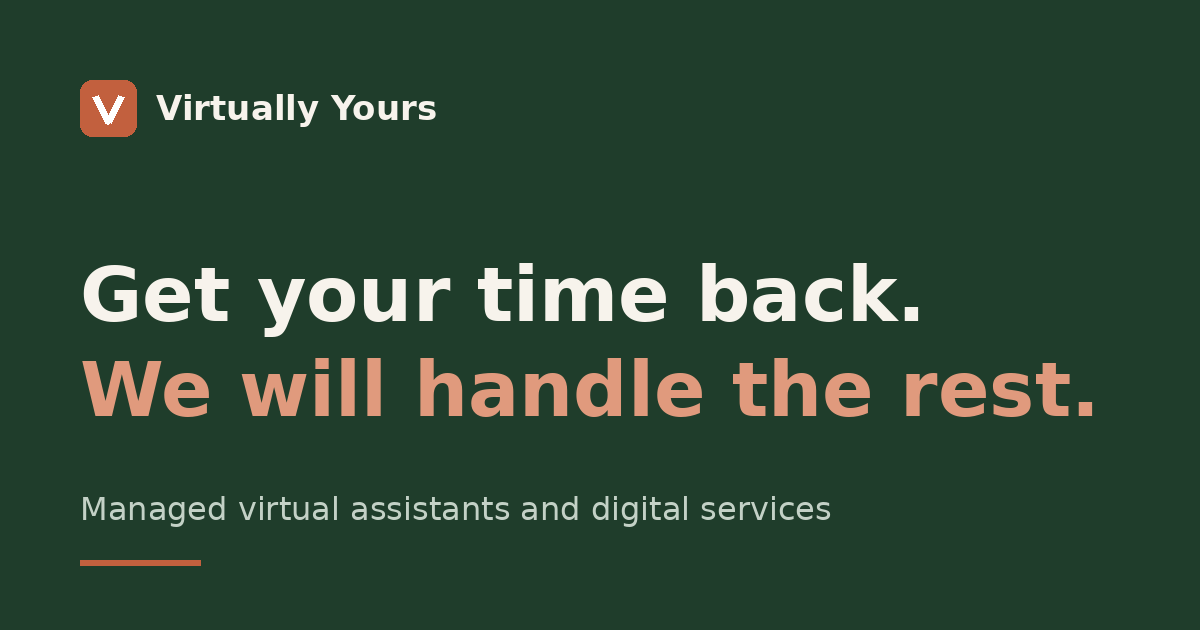 V
Virtually Yours
Get your time back.
We will handle the rest.
Managed virtual assistants and digital services